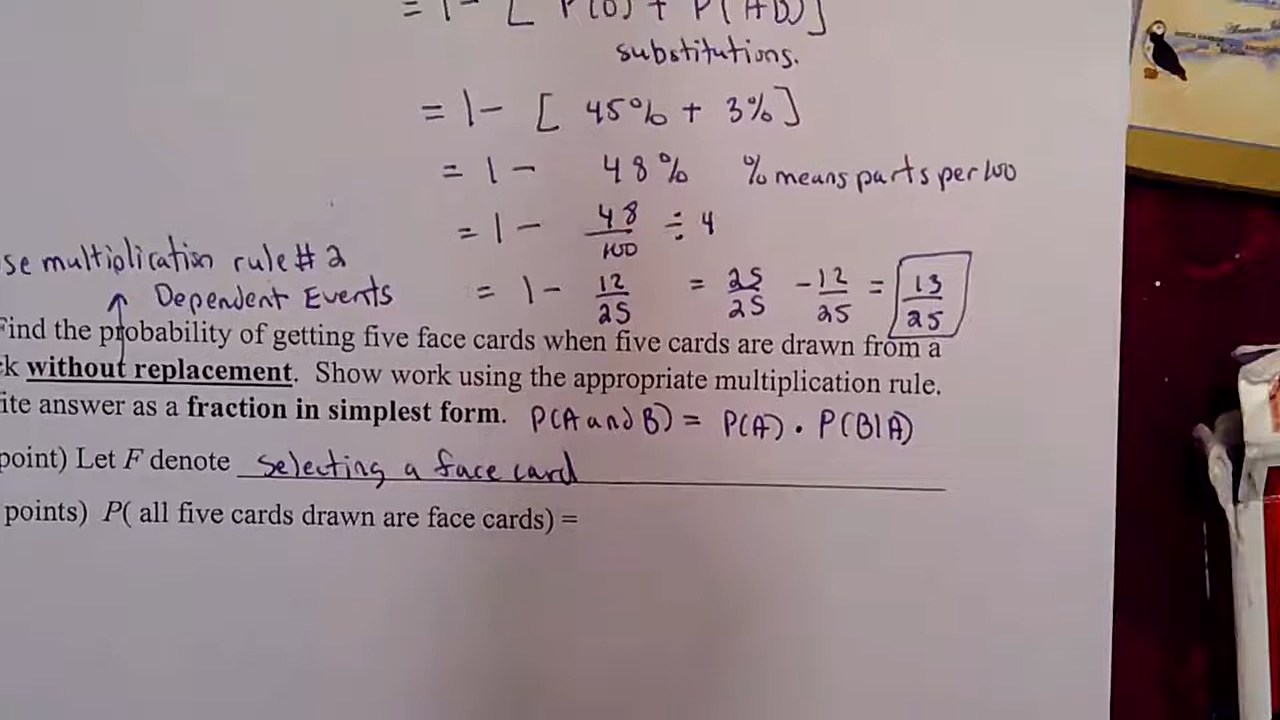 = 1 - [ P(B) + P(AB) ]
substitutions.
= 1 - [ 45% + 3% ]
= 1 - 48% % means parts per 100
= 1 - 48/100 ÷ 4
se multiplication rule # 2
Dependent Events = 1 - 12/25 = 25/25 - 12/25 = 13/25
Find the probability of getting five face cards when five cards are drawn from a
k without replacement. Show work using the appropriate multiplication rule.
ite answer as a fraction in simplest form. P(A and B) = P(A) · P(B|A)
point) Let F denote selecting a face card
points) P( all five cards drawn are face cards) =